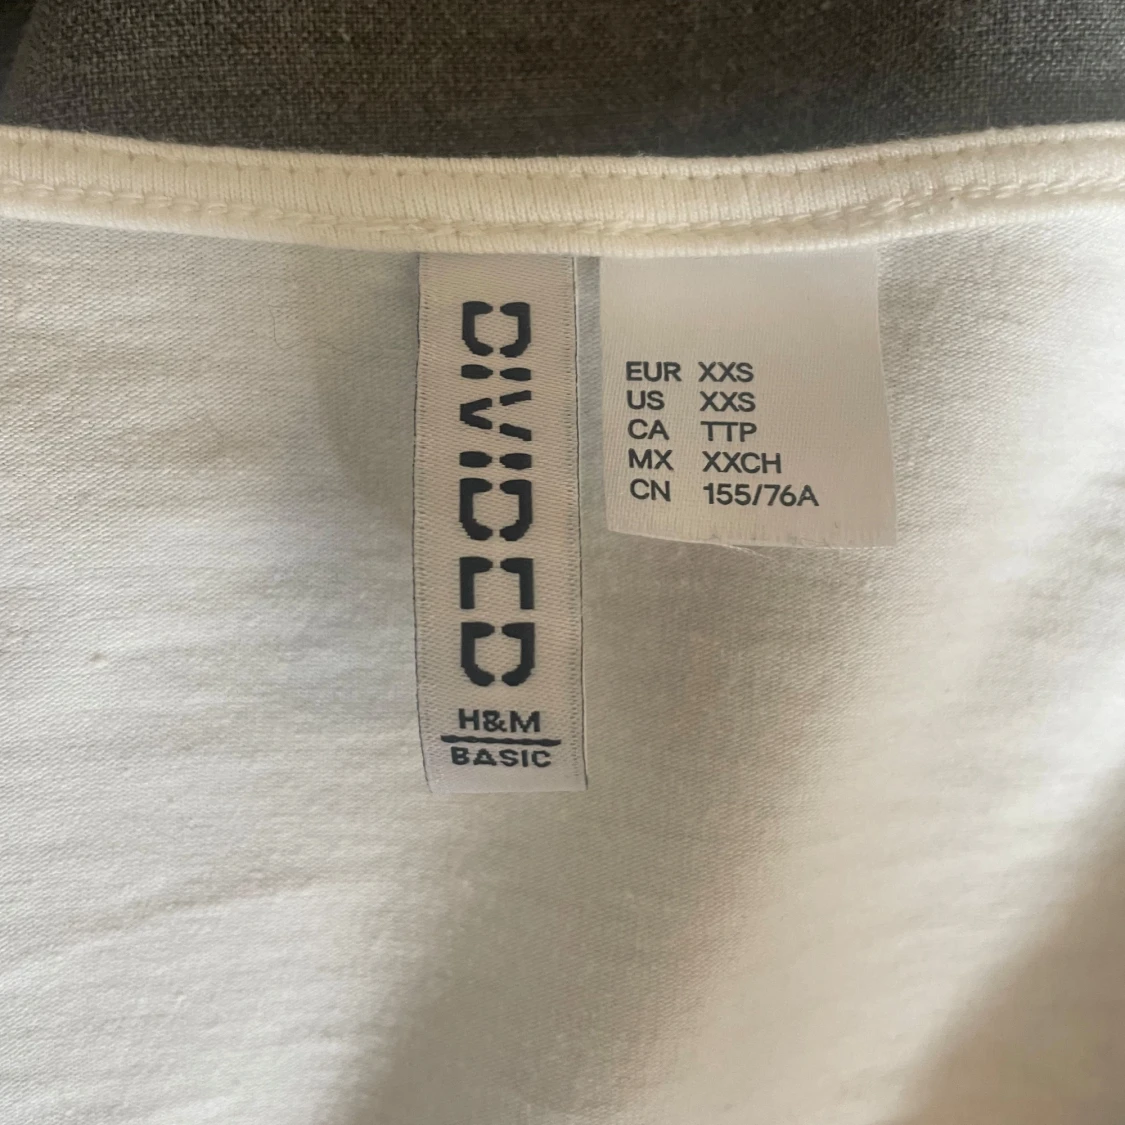 DIVIDED
H&M
BASIC
EUR XXS
US XXS
CA TTP
MX XXCH
CN 155/76A